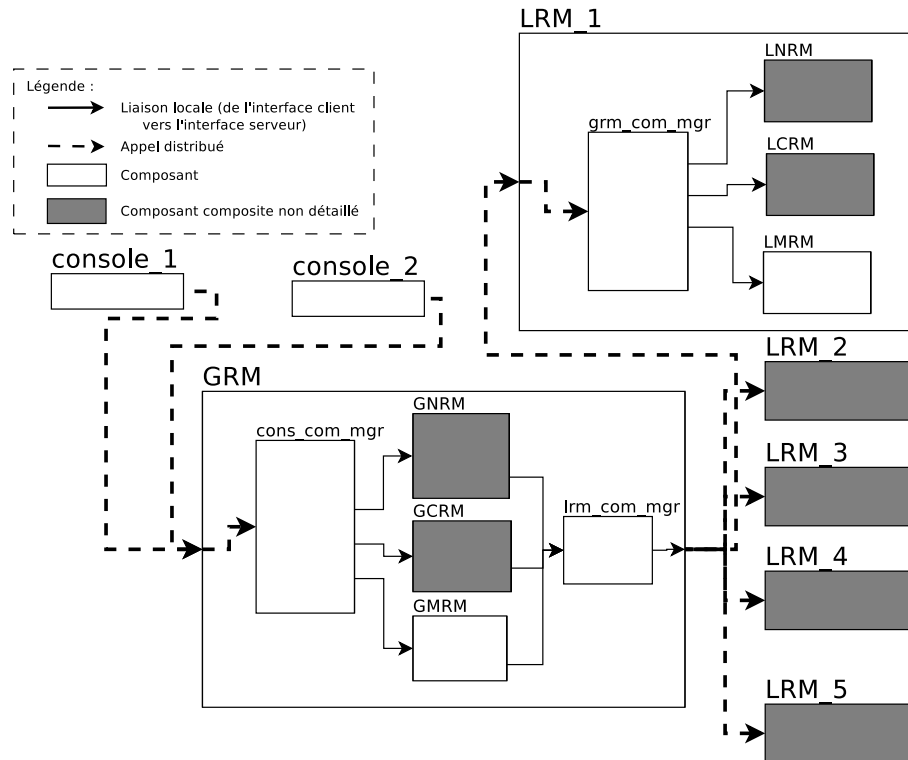 LRM_1
Légende :
Liaison locale (de l'interface client
vers l'interface serveur)
Appel distribué
Composant
Composant composite non détaillé
LNRM
grm_com_mgr
LCRM
LMRM
console_1
console_2
LRM_2
GRM
GNRM
cons_com_mgr
LRM_3
GCRM
lrm_com_mgr
LRM_4
GMRM
LRM_5